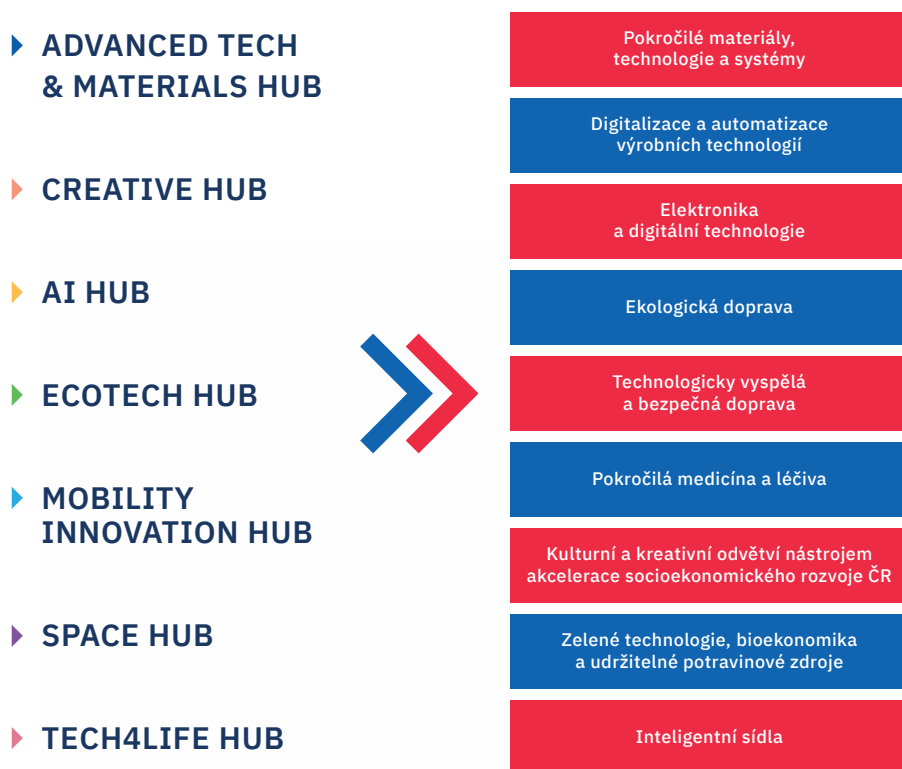 ADVANCED TECH
& MATERIALS HUB
CREATIVE HUB
AI HUB
ECOTECH HUB
MOBILITY
INNOVATION HUB
SPACE HUB
TECH4LIFE HUB
Pokročilé materiály,
technologie a systémy
Digitalizace a automatizace
výrobních technologií
Elektronika
a digitální technologie
Ekologická doprava
Technologicky vyspělá
a bezpečná doprava
Pokročilá medicína a léčiva
Kulturní a kreativní odvětví nástrojem
akcelerace socioekonomického rozvoje ČR
Zelené technologie, bioekonomika
a udržitelné potravinové zdroje
Inteligentní sídla